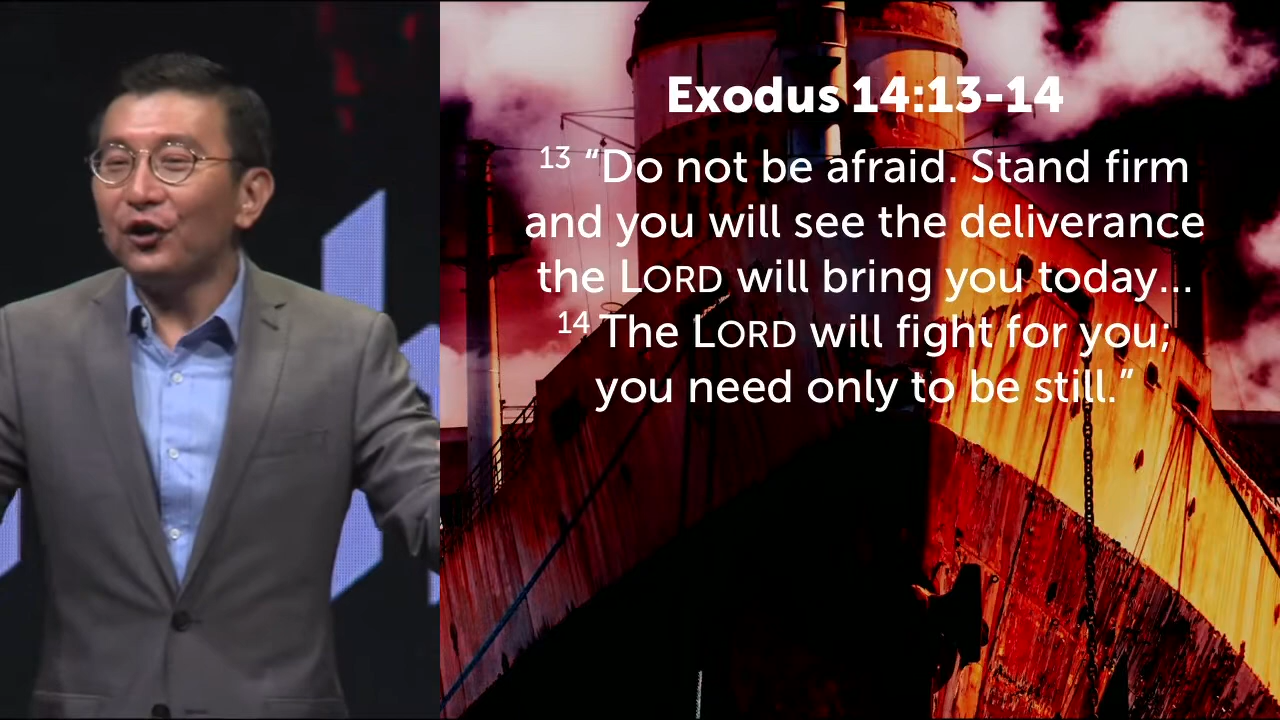 Exodus 14:13-14
13 “Do not be afraid. Stand firm
and you will see the deliverance
the LORD will bring you today...
14 The LORD will fight for you;
you need only to be still.”